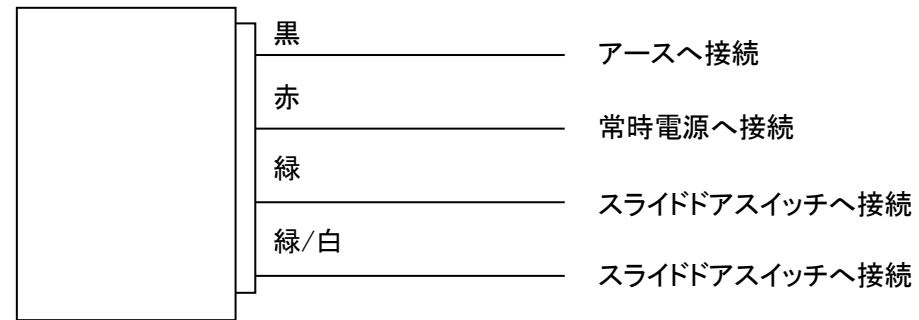 黒
アースへ接続
赤
常時電源へ接続
緑
スライドドアスイッチへ接続
緑/白
スライドドアスイッチへ接続